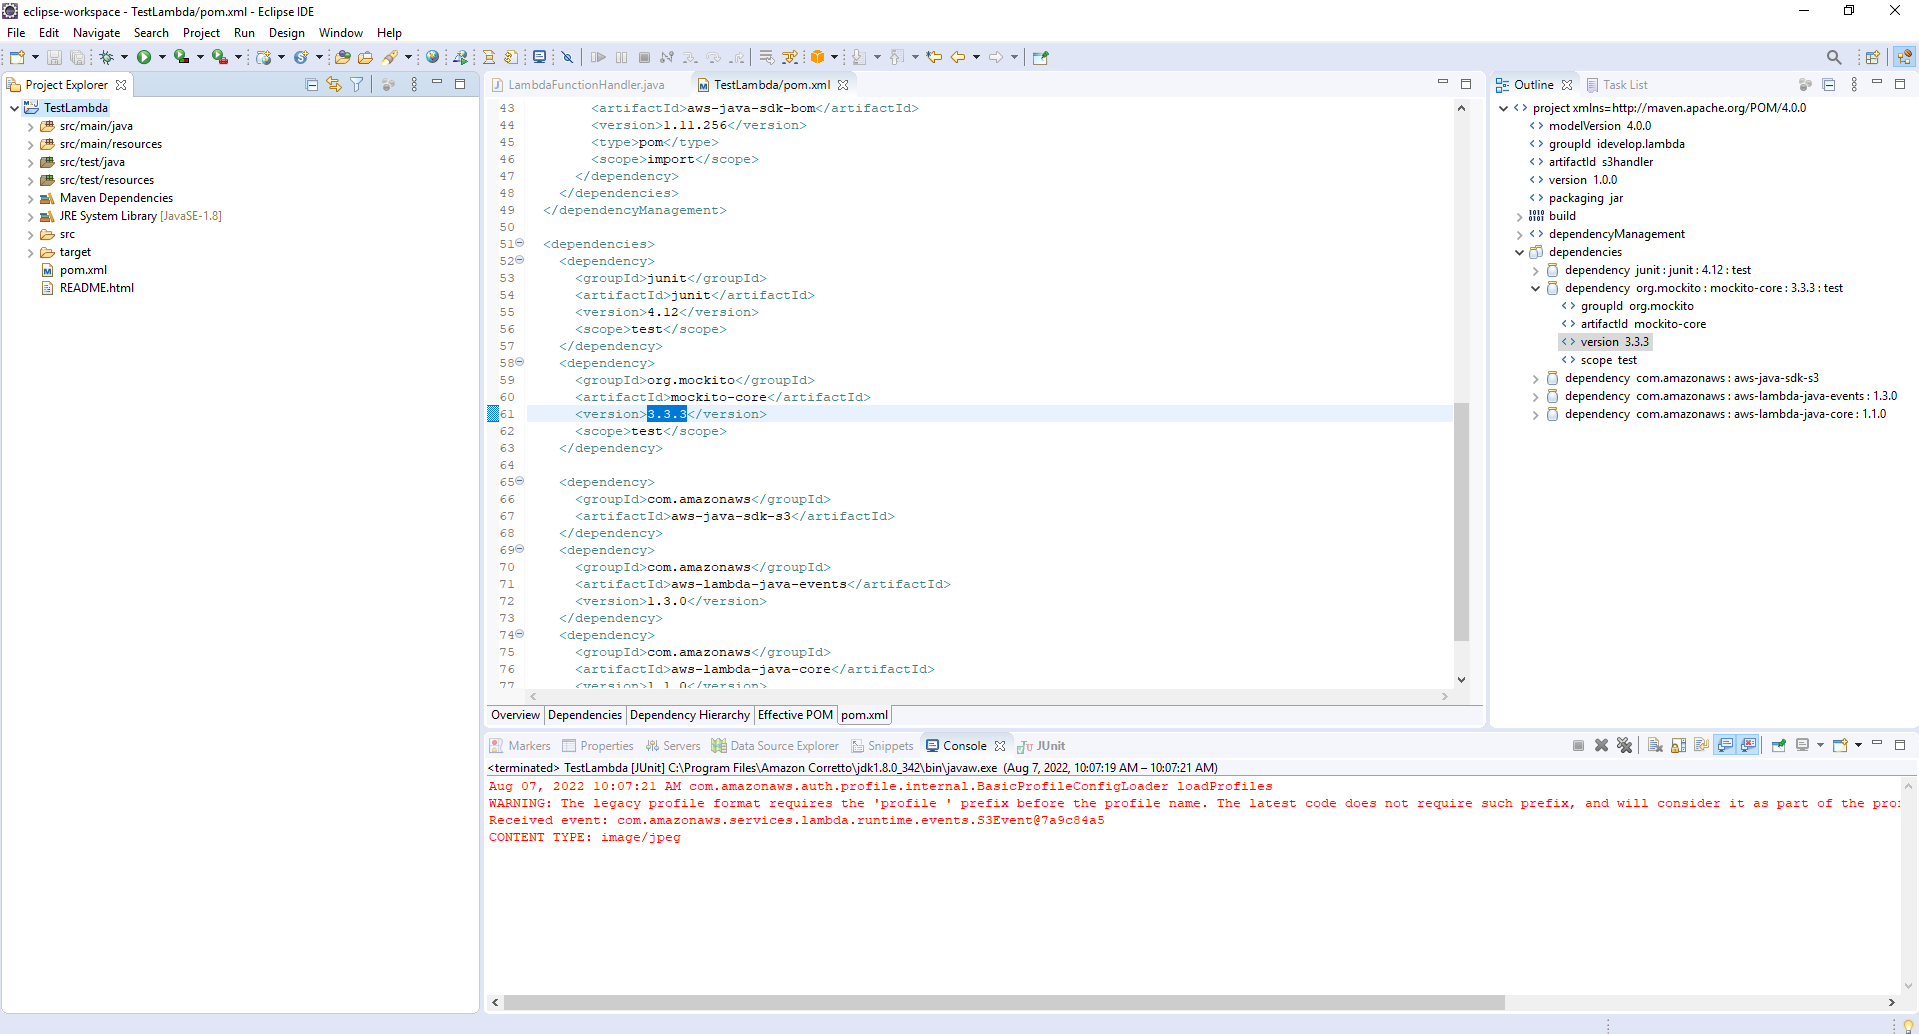 eclipse-workspace - TestLambda/pom.xml - Eclipse IDE
File Edit Navigate Search Project Run Design Window Help
Project Explorer
TestLambda
src/main/java
src/main/resources
src/test/java
src/test/resources
Maven Dependencies
JRE System Library [JavaSE-1.8]
src
target
pom.xml
README.html
LambdaFunctionHandler.java TestLambda/pom.xml
43 <artifactId>aws-java-sdk-bom</artifactId>
44 <version>1.11.256</version>
45 <type>pom</type>
46 <scope>import</scope>
47 </dependency>
48 </dependencies>
49 </dependencyManagement>
50
51 <dependencies>
52 <dependency>
53 <groupId>junit</groupId>
54 <artifactId>junit</artifactId>
55 <version>4.12</version>
56 <scope>test</scope>
57 </dependency>
58 <dependency>
59 <groupId>org.mockito</groupId>
60 <artifactId>mockito-core</artifactId>
61 <version>3.3.3</version>
62 <scope>test</scope>
63 </dependency>
64
65 <dependency>
66 <groupId>com.amazonaws</groupId>
67 <artifactId>aws-java-sdk-s3</artifactId>
68 </dependency>
69 <dependency>
70 <groupId>com.amazonaws</groupId>
71 <artifactId>aws-lambda-java-events</artifactId>
72 <version>1.3.0</version>
73 </dependency>
74 <dependency>
75 <groupId>com.amazonaws</groupId>
76 <artifactId>aws-lambda-java-core</artifactId>
77 <version>1.1.0</version>
Overview Dependencies Dependency Hierarchy Effective POM pom.xml
Outline Task List
project xmlns=http://maven.apache.org/POM/4.0.0
modelVersion 4.0.0
groupId idevelop.lambda
artifactId s3handler
version 1.0.0
packaging jar
build
dependencyManagement
dependencies
dependency junit : junit : 4.12 : test
dependency org.mockito : mockito-core : 3.3.3 : test
groupId org.mockito
artifactId mockito-core
version 3.3.3
scope test
dependency com.amazonaws : aws-java-sdk-s3
dependency com.amazonaws : aws-lambda-java-events : 1.3.0
dependency com.amazonaws : aws-lambda-java-core : 1.1.0
Markers Properties Servers Data Source Explorer Snippets Console JUnit
<terminated> TestLambda [JUnit] C:\Program Files\Amazon Corretto\jdk1.8.0_342\bin\javaw.exe (Aug 7, 2022, 10:07:19 AM – 10:07:21 AM)
Aug 07, 2022 10:07:21 AM com.amazonaws.auth.profile.internal.BasicProfileConfigLoader loadProfiles
WARNING: The legacy profile format requires the 'profile ' prefix before the profile name. The latest code does not require such prefix, and will consider it as part of the pro
Received event: com.amazonaws.services.lambda.runtime.events.S3Event@7a9c84a5
CONTENT TYPE: image/jpeg